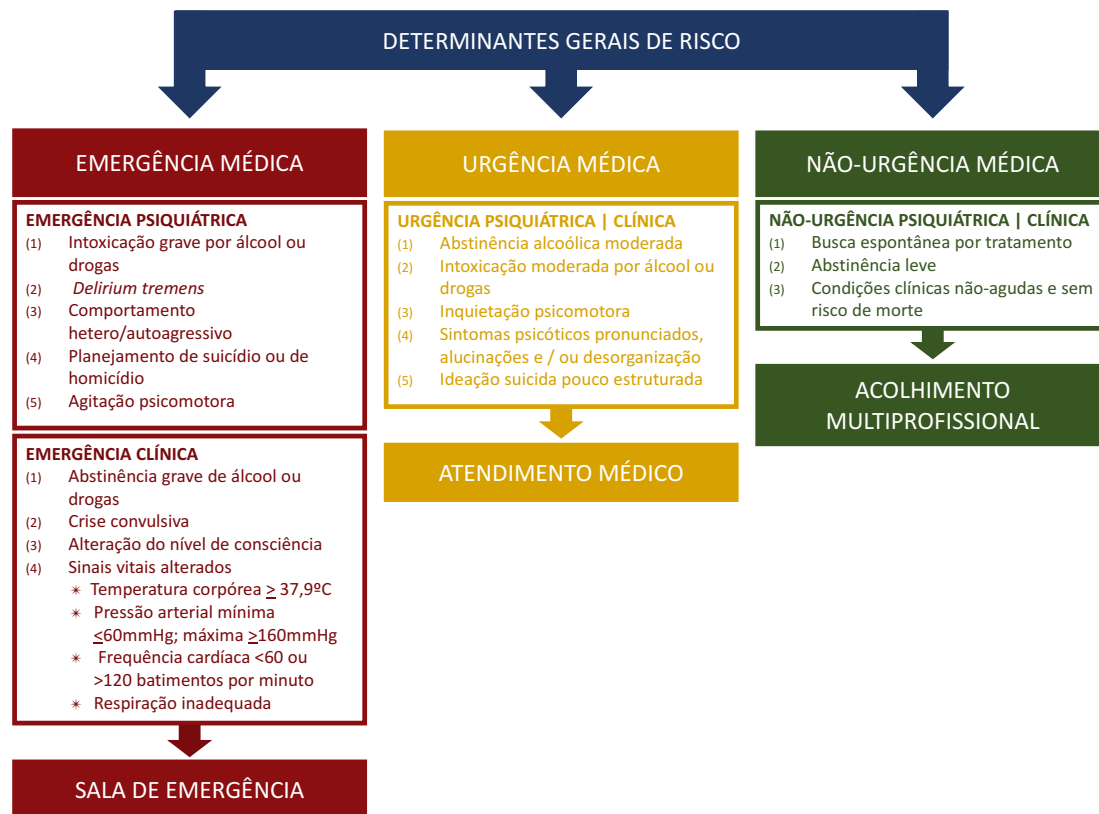 DETERMINANTES GERAIS DE RISCO
EMERGÊNCIA MÉDICA
EMERGÊNCIA PSIQUIÁTRICA
(1) Intoxicação grave por álcool ou
drogas
(2) Delirium tremens
(3) Comportamento
hetero/autoagressivo
(4) Planejamento de suicídio ou de
homicídio
(5) Agitação psicomotora
EMERGÊNCIA CLÍNICA
(1) Abstinência grave de álcool ou
drogas
(2) Crise convulsiva
(3) Alteração do nível de consciência
(4) Sinais vitais alterados
✴ Temperatura corpórea ≥ 37,9ºC
✴ Pressão arterial mínima
≤60mmHg; máxima ≥160mmHg
✴ Frequência cardíaca <60 ou
>120 batimentos por minuto
✴ Respiração inadequada
SALA DE EMERGÊNCIA
URGÊNCIA MÉDICA
URGÊNCIA PSIQUIÁTRICA | CLÍNICA
(1) Abstinência alcoólica moderada
(2) Intoxicação moderada por álcool ou
drogas
(3) Inquietação psicomotora
(4) Sintomas psicóticos pronunciados,
alucinações e / ou desorganização
(5) Ideação suicida pouco estruturada
ATENDIMENTO MÉDICO
NÃO-URGÊNCIA MÉDICA
NÃO-URGÊNCIA PSIQUIÁTRICA | CLÍNICA
(1) Busca espontânea por tratamento
(2) Abstinência leve
(3) Condições clínicas não-agudas e sem
risco de morte
ACOLHIMENTO
MULTIPROFISSIONAL